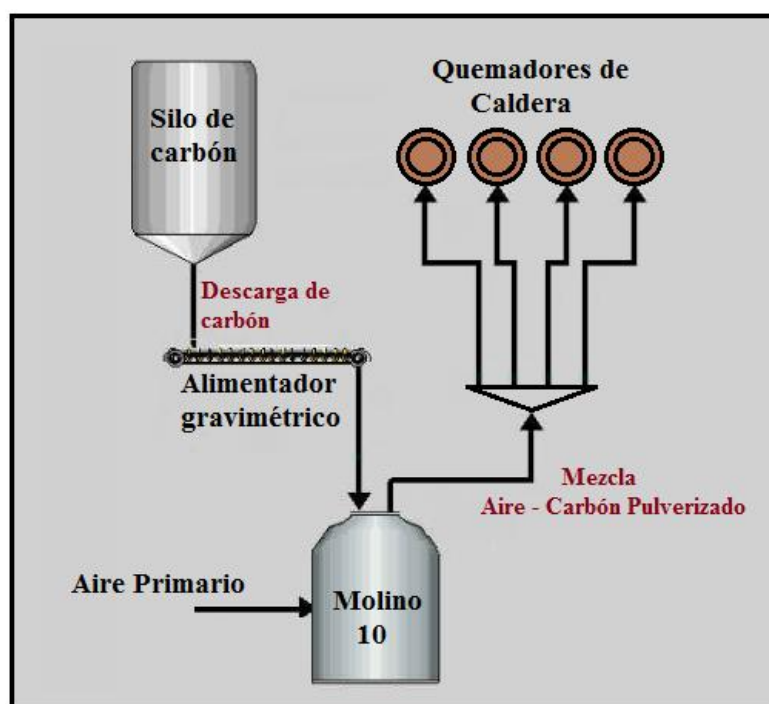 Silo de
carbón
Quemadores de
Caldera
Descarga de
carbón
Alimentador
gravimétrico
Mezcla
Aire - Carbón Pulverizado
Aire Primario
Molino
10